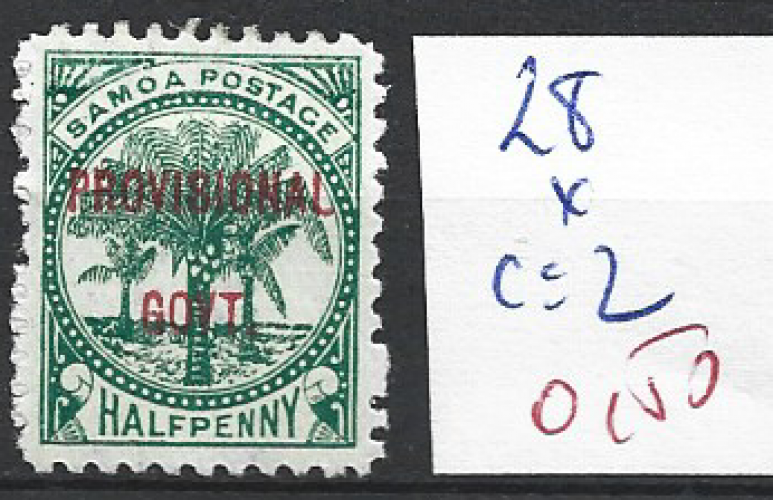 SAMOA POSTAGE
PROVISIONAL
GOVT.
HALFPENNY
28
x
c=2
0,50